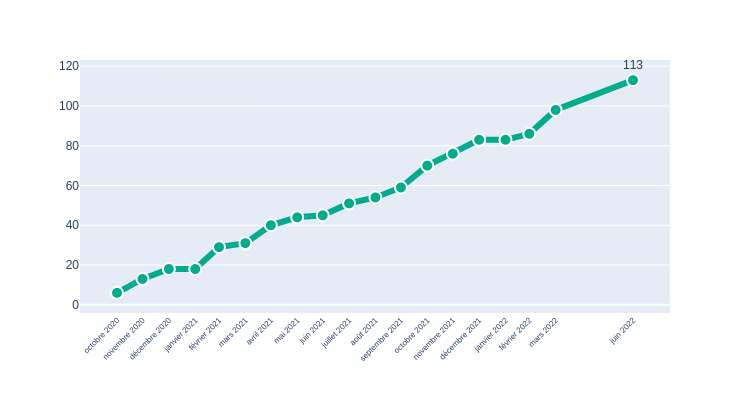 113
120
100
80
60
40
20
0
octobre 2020
novembre 2020
décembre 2020
janvier 2021
février 2021
mars 2021
avril 2021
mai 2021
juin 2021
juillet 2021
août 2021
septembre 2021
octobre 2021
novembre 2021
décembre 2021
janvier 2022
février 2022
mars 2022
juin 2022